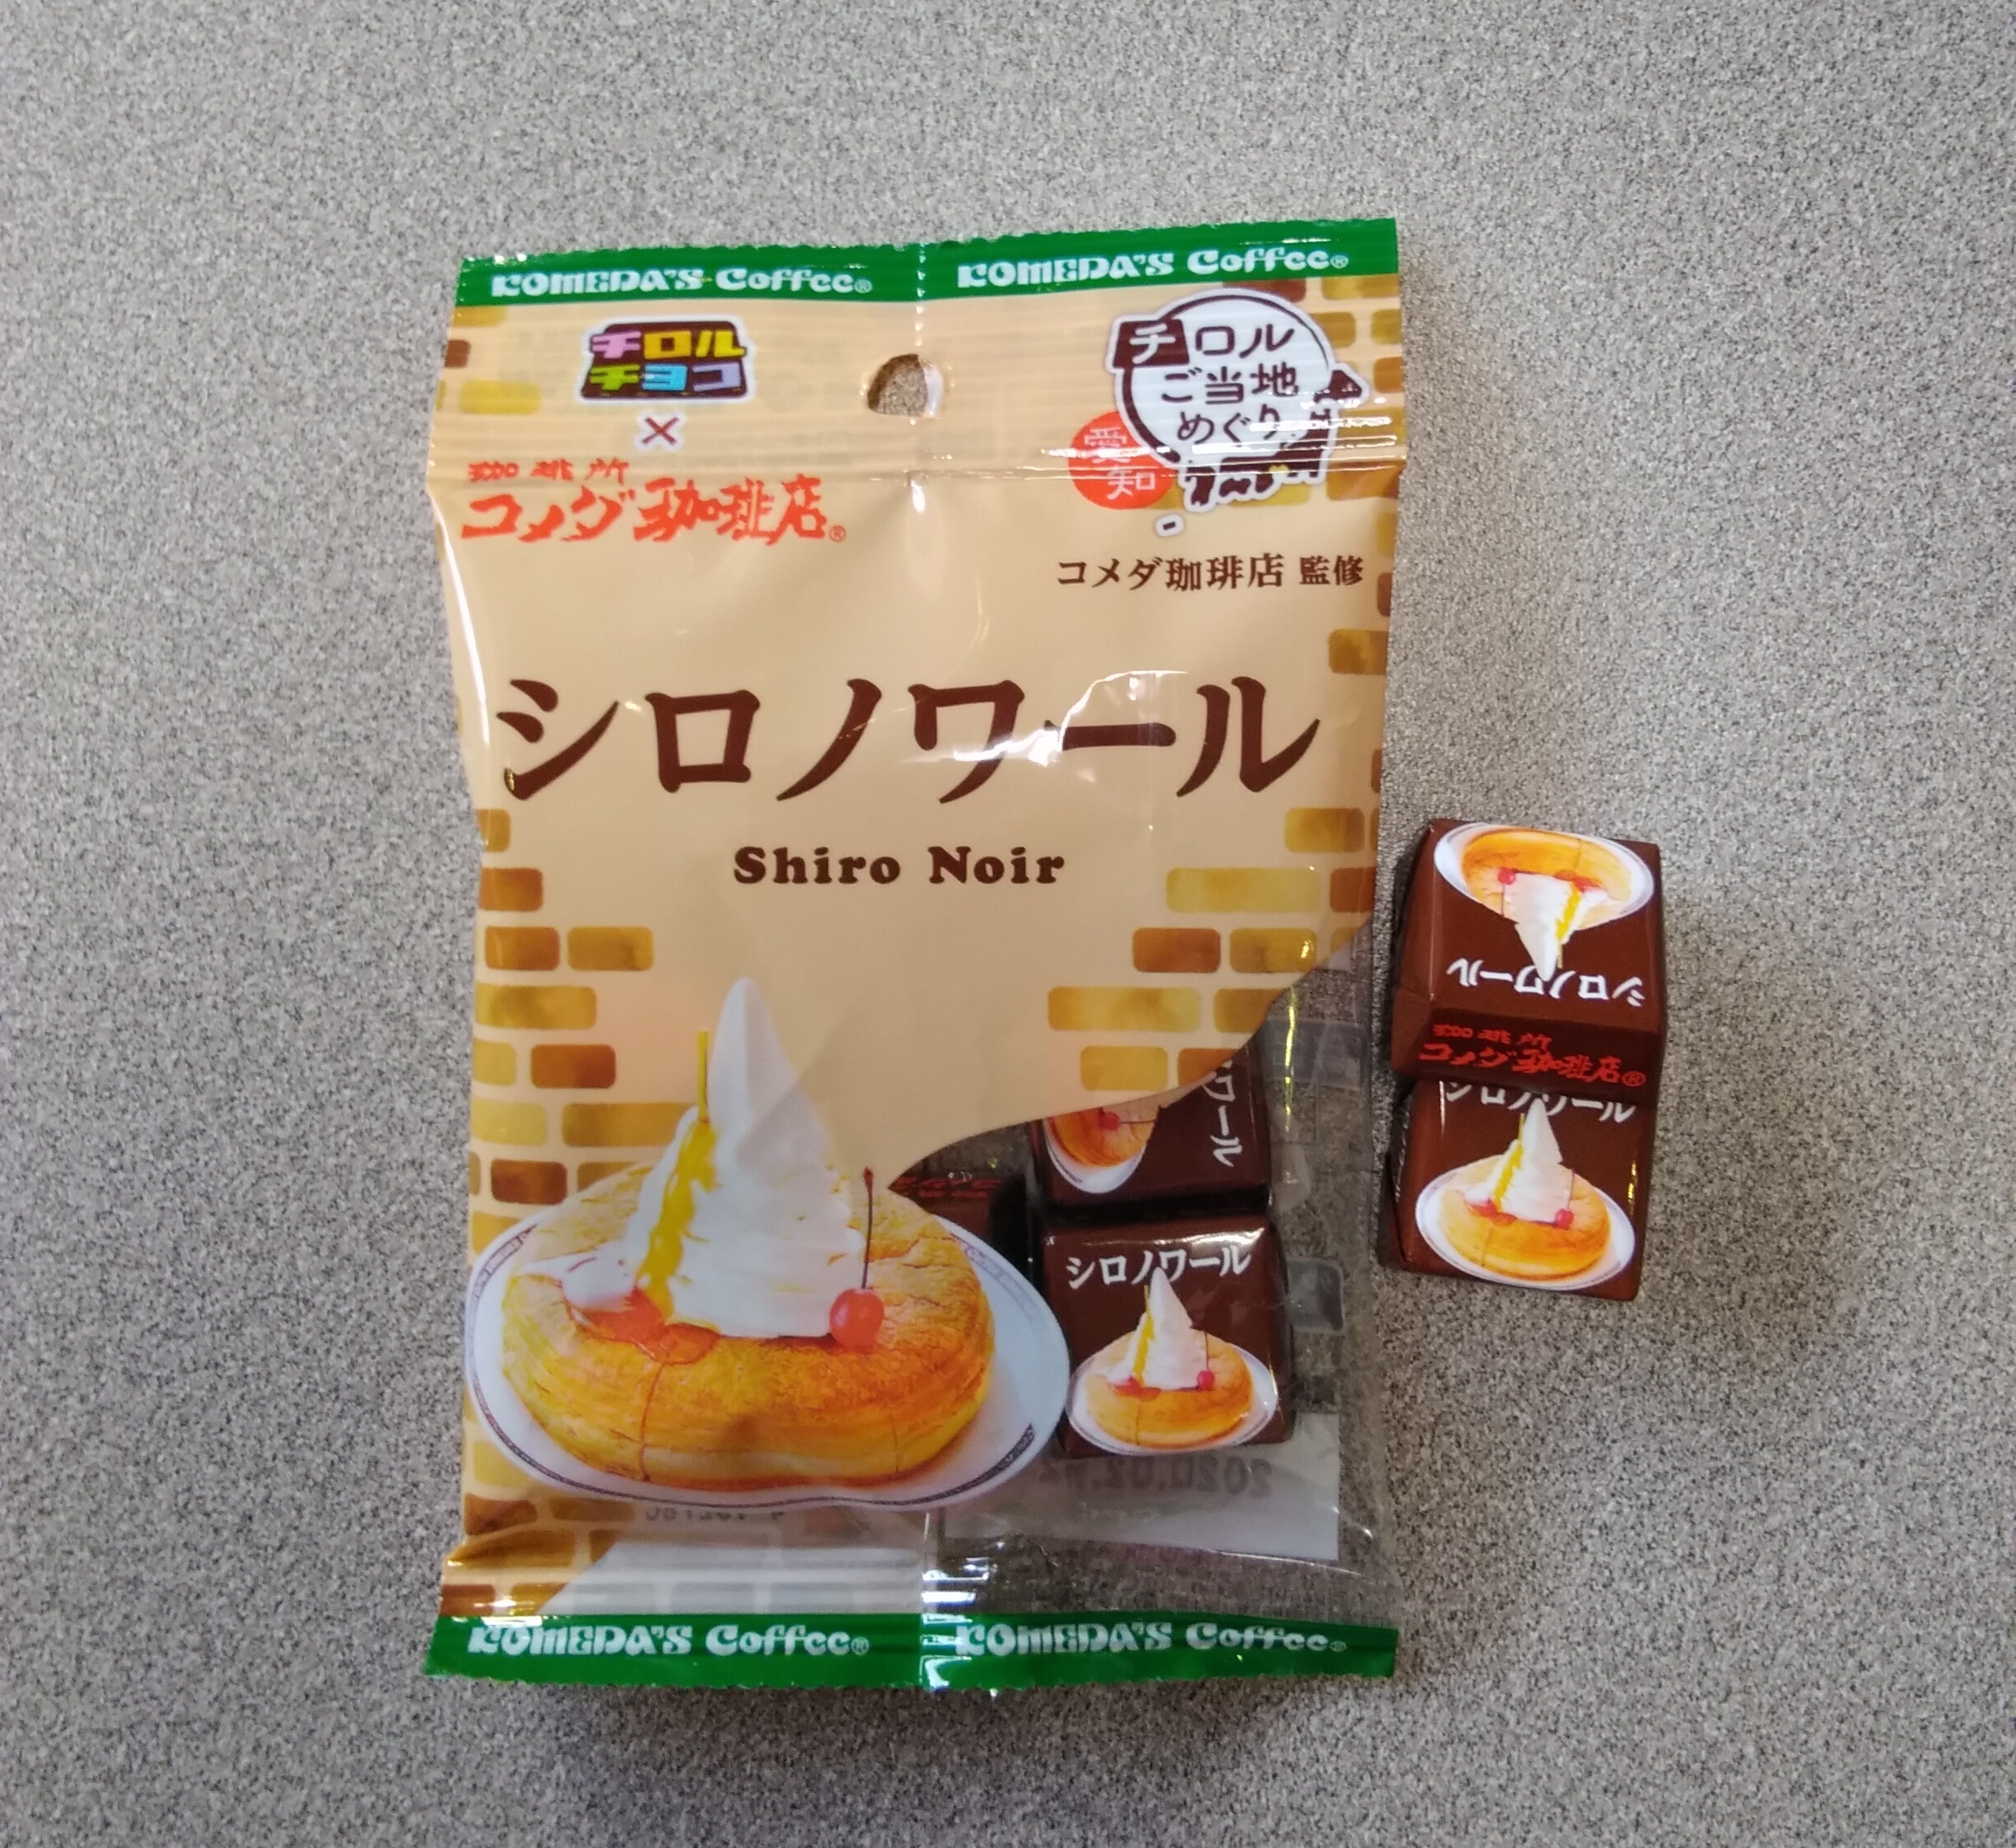 KOMEDA'S Coffee®
KOMEDA'S Coffee®
チロル
チョコ
×
珈琲所
コメダ珈琲店®
チロル
ご当地
めぐり
愛知
コメダ珈琲店 監修
シロノワール
Shiro Noir
シロノワール
珈琲所
コメダ珈琲店®
シロノワール
ワール
シロノワール
KOMEDA'S Coffee®
KOMEDA'S Coffee®